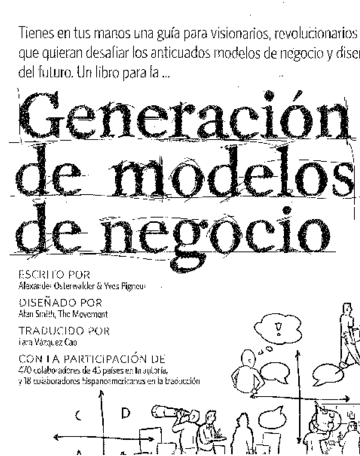 Tienes en tus manos una guía para visionarios, revolucionarios
que quieran desafiar los anticuados modelos de negocio y dise
del futuro. Un libro para la ...
Generación
de modelos
de negocio
ESCRITO POR
Alexander Osterwalder & Yves Pigneur
DISEÑADO POR
Alan Smith, The Movement
TRADUCIDO POR
Lara Vázquez Cao
CON LA PARTICIPACIÓN DE
470 colaboradores de 45 países en la autoría,
y 18 colaboradores hispanoamericanos en la traducción
C D